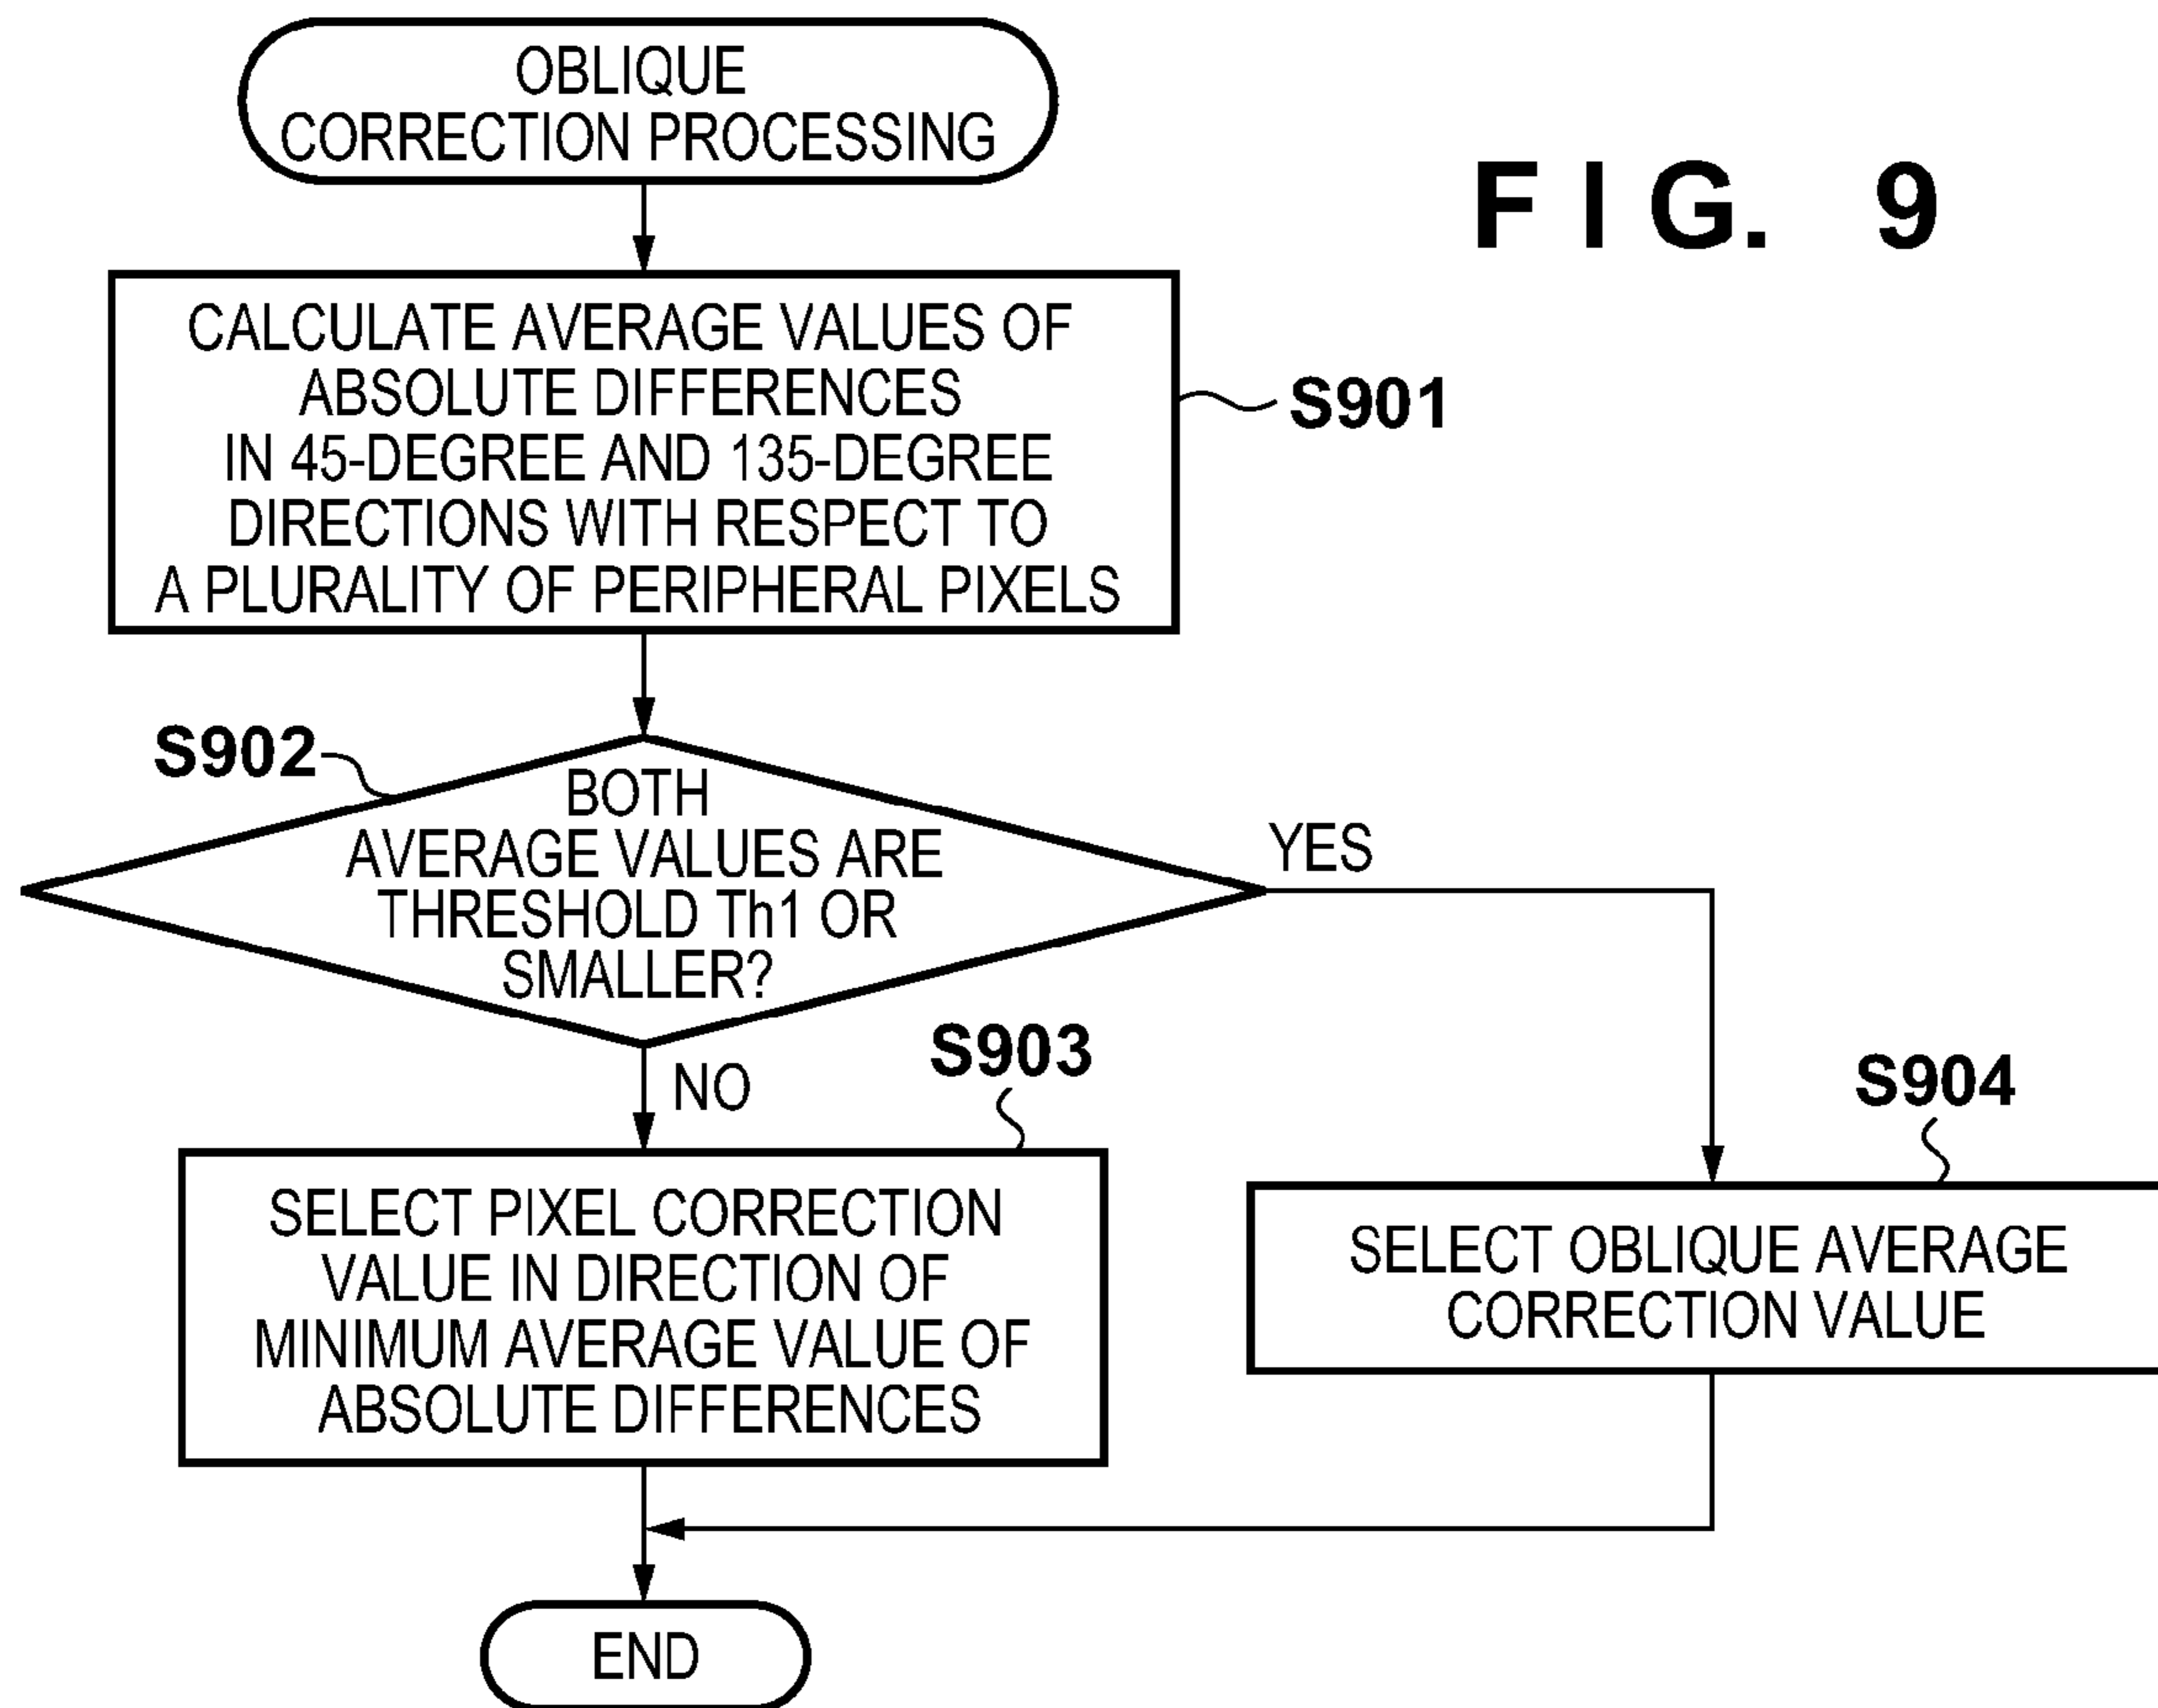 OBLIQUE
CORRECTION PROCESSING
F I G. 9
CALCULATE AVERAGE VALUES OF
ABSOLUTE DIFFERENCES
IN 45-DEGREE AND 135-DEGREE
DIRECTIONS WITH RESPECT TO
A PLURALITY OF PERIPHERAL PIXELS
S901
S902
BOTH
AVERAGE VALUES ARE
THRESHOLD Th1 OR
SMALLER?
YES
NO
S903
SELECT PIXEL CORRECTION
VALUE IN DIRECTION OF
MINIMUM AVERAGE VALUE OF
ABSOLUTE DIFFERENCES
S904
SELECT OBLIQUE AVERAGE
CORRECTION VALUE
END